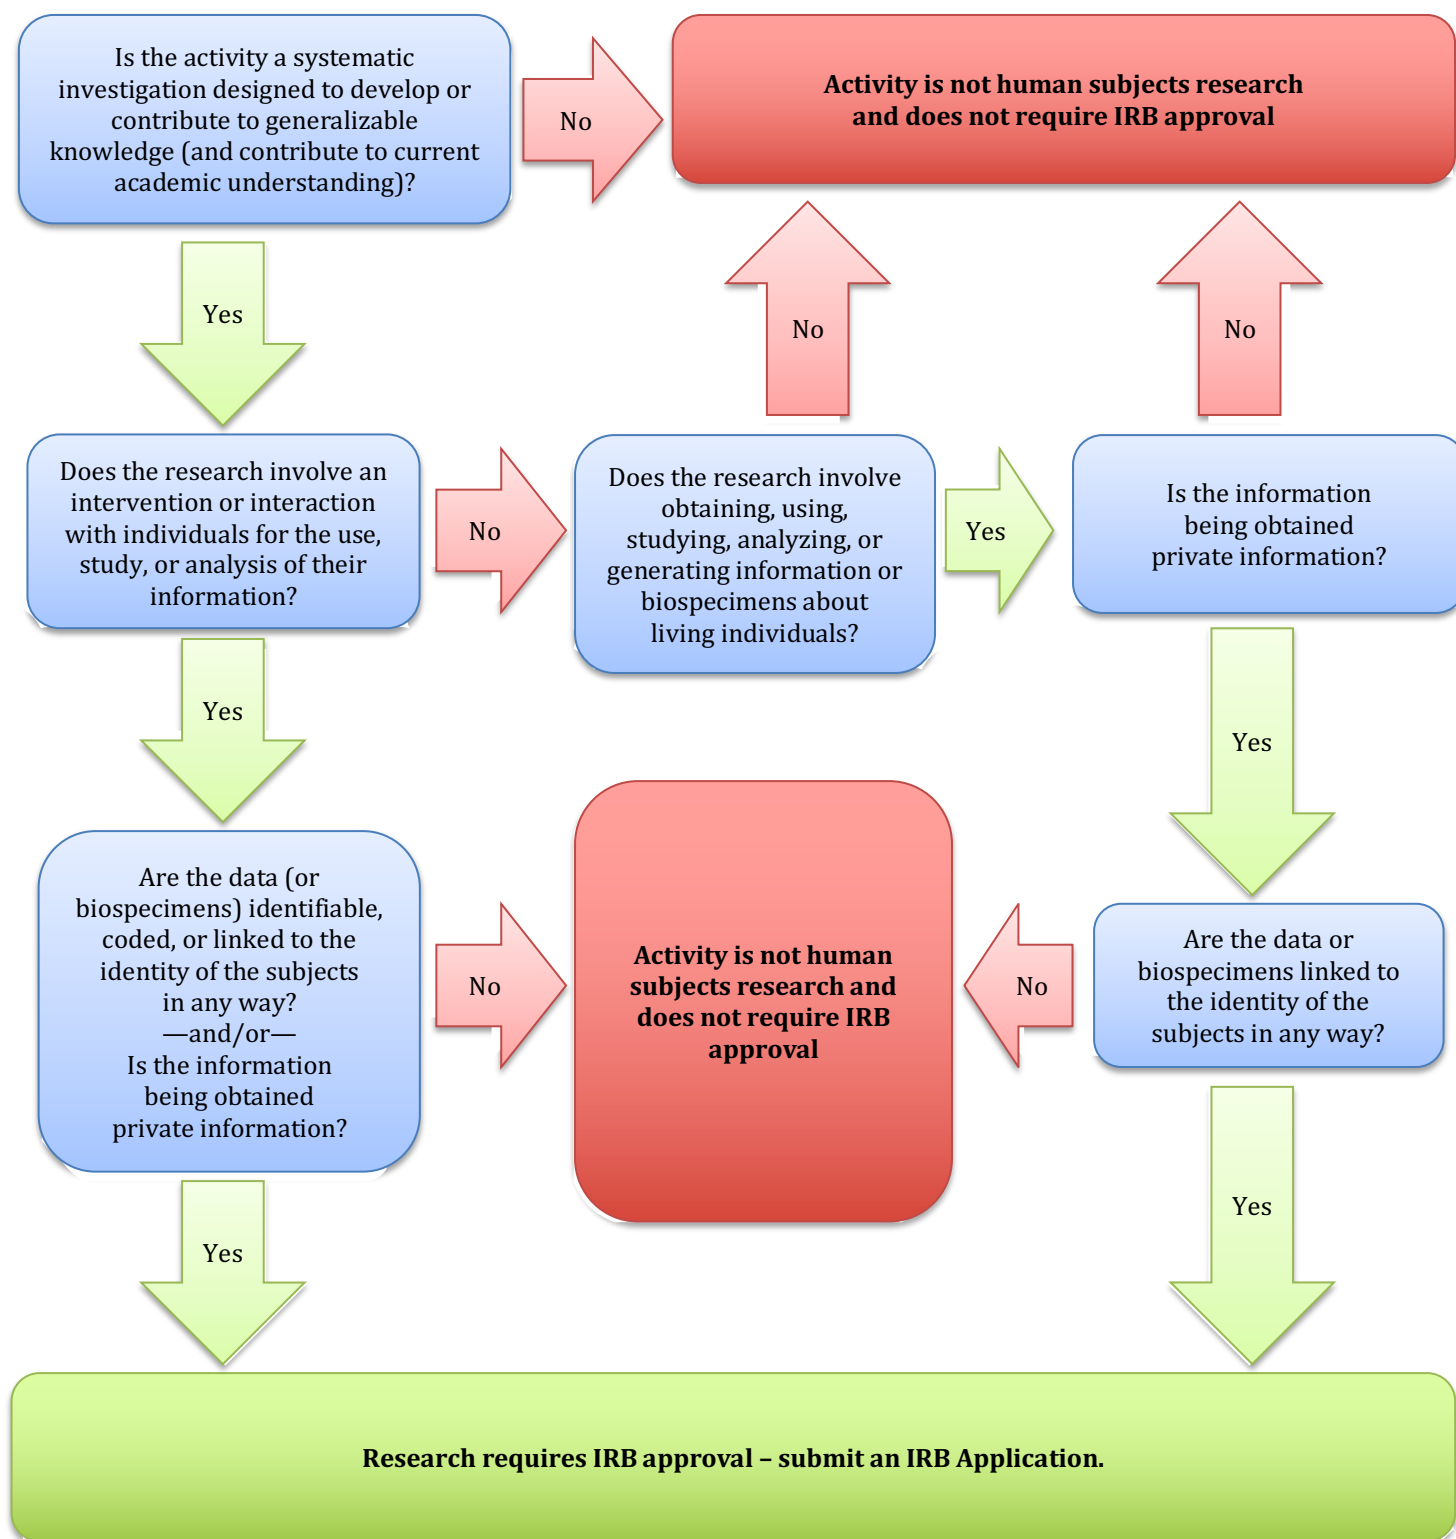 Is the activity a systematic
investigation designed to develop or
contribute to generalizable
knowledge (and contribute to current
academic understanding)?
No
Activity is not human subjects research
and does not require IRB approval
Yes
No
No
Does the research involve an
intervention or interaction
with individuals for the use,
study, or analysis of their
information?
No
Does the research involve
obtaining, using,
studying, analyzing, or
generating information or
biospecimens about
living individuals?
Yes
Is the information
being obtained
private information?
Yes
Yes
Are the data (or
biospecimens) identifiable,
coded, or linked to the
identity of the subjects
in any way?
—and/or—
Is the information
being obtained
private information?
No
Activity is not human
subjects research and
does not require IRB
approval
No
Are the data or
biospecimens linked to
the identity of the
subjects in any way?
Yes
Yes
Research requires IRB approval – submit an IRB Application.